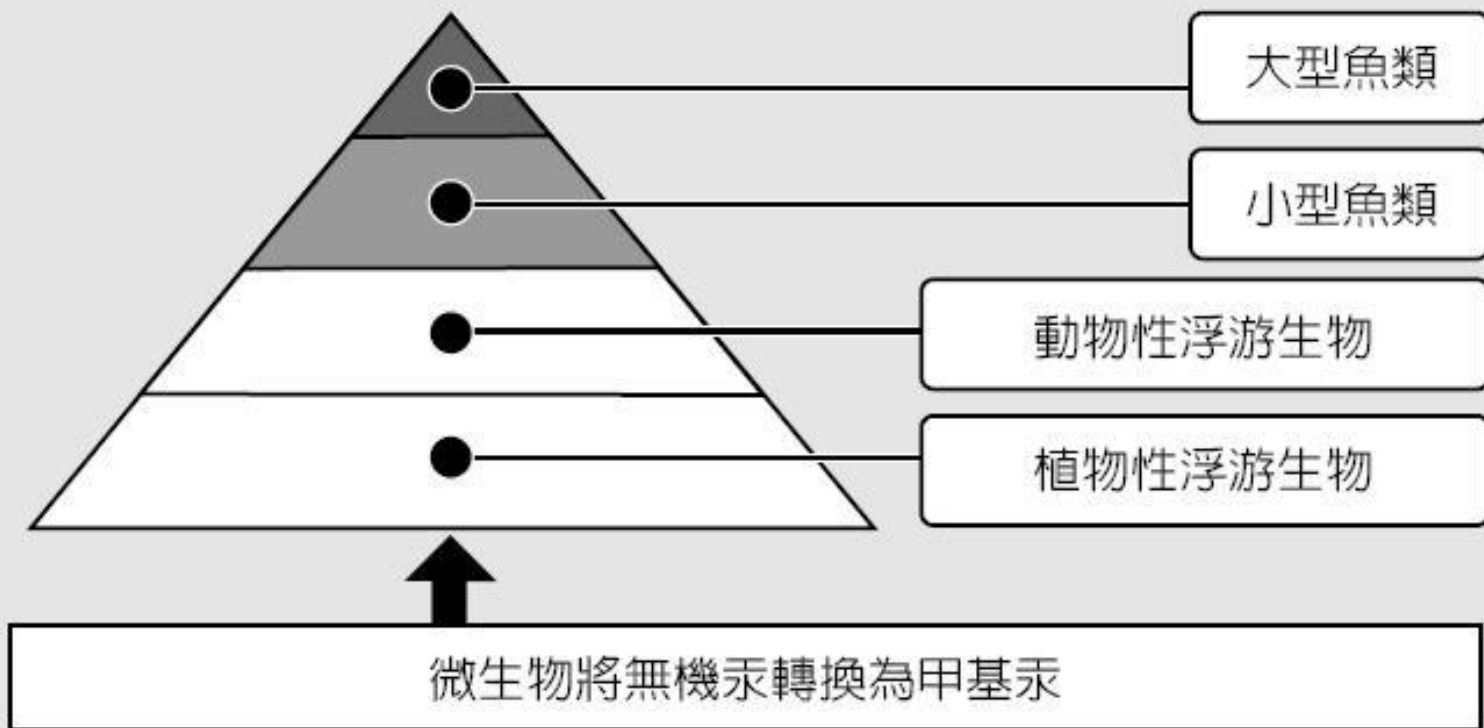 大型魚類
小型魚類
動物性浮游生物
植物性浮游生物
微生物將無機汞轉換為甲基汞